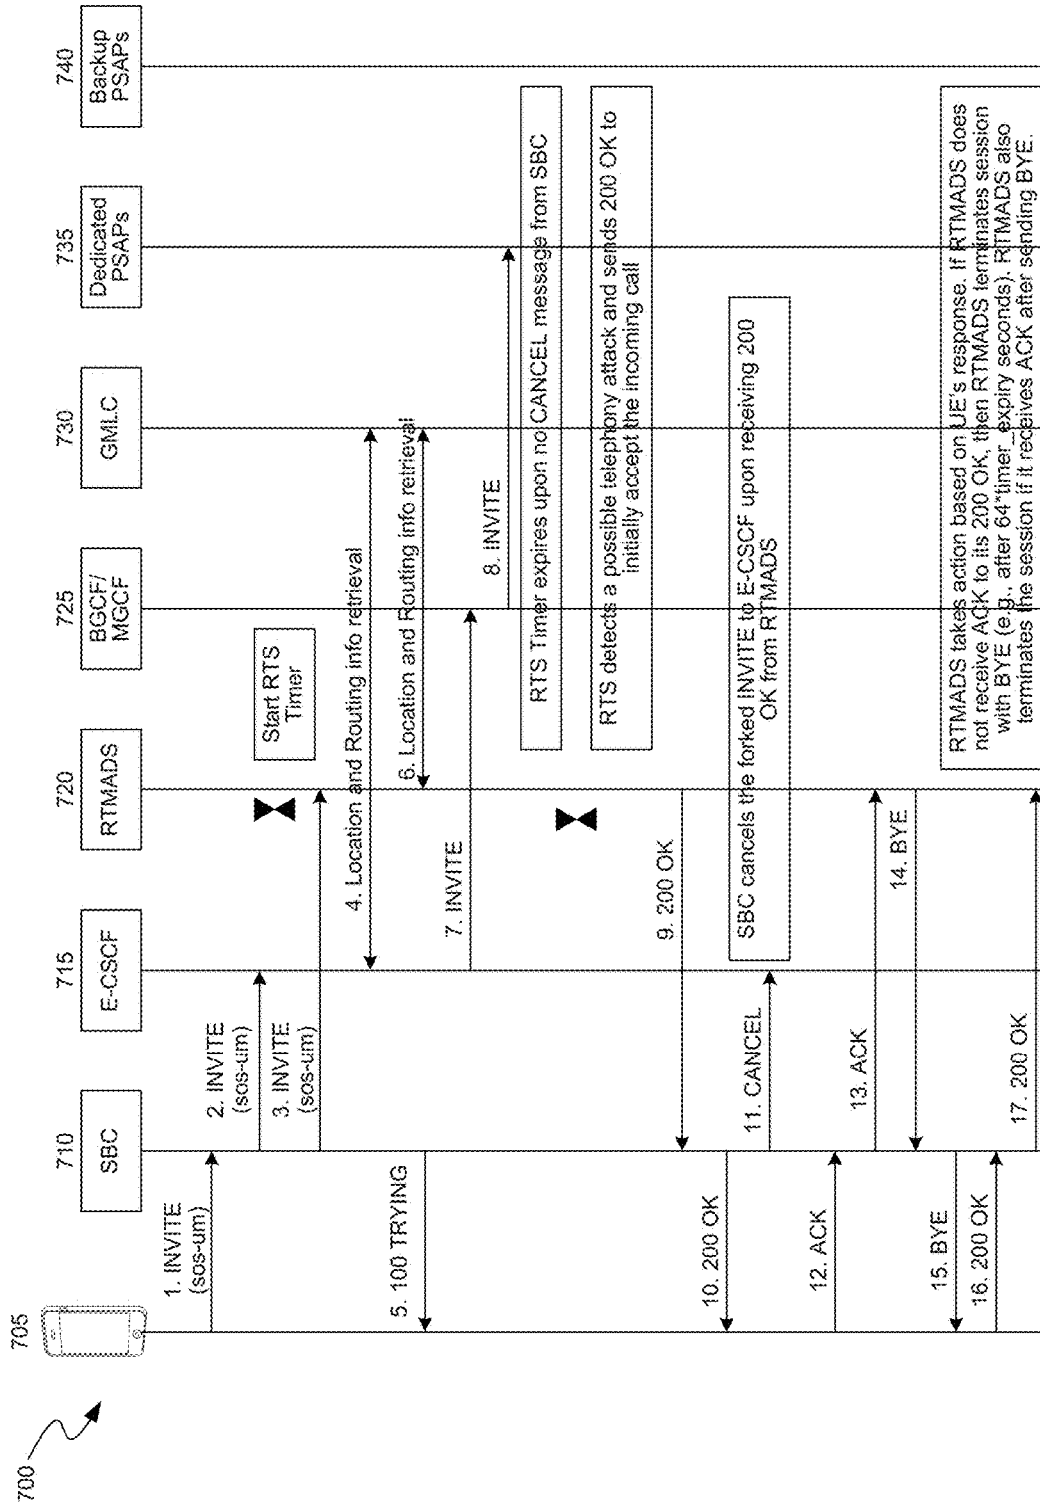 700
705
710
715
720
725
730
735
740
SBC
E-CSCF
RTMADS
BGCF/
MGCF
GMLC
Dedicated
PSAPs
Backup
PSAPs
1. INVITE
(sos-um)
2. INVITE
(sos-um)
Start RTS
Timer
3. INVITE
(sos-um)
4. Location and Routing info retrieval
5. 100 TRYING
6. Location and Routing info retrieval
7. INVITE
8. INVITE
RTS Timer expires upon no CANCEL message from SBC
RTS detects a possible telephony attack and sends 200 OK to
initially accept the incoming call
9. 200 OK
10. 200 OK
SBC cancels the forked INVITE to E-CSCF upon receiving 200
OK from RTMADS
11. CANCEL
12. ACK
13. ACK
14. BYE
15. BYE
16. 200 OK
17. 200 OK
RTMADS takes action based on UE's response. If RTMADS does
not receive ACK to its 200 OK, then RTMADS terminates session
with BYE (e.g., after 64*timer_expiry seconds). RTMADS also
terminates the session if it receives ACK after sending BYE.